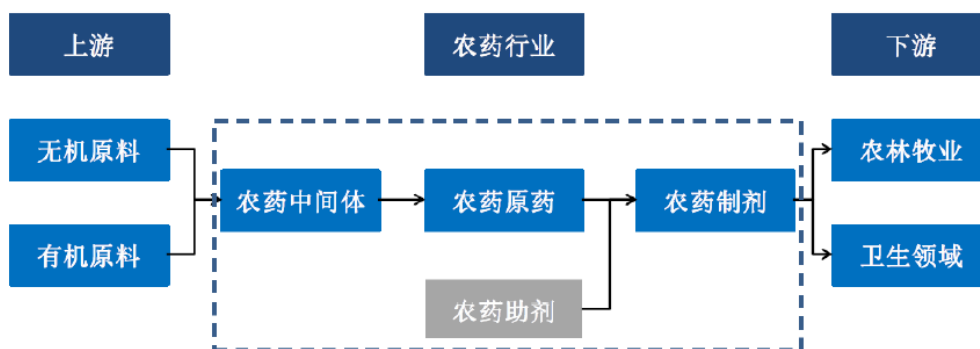 上游
农药行业
下游
无机原料
农林牧业
农药中间体
农药原药
农药制剂
有机原料
卫生领域
农药助剂